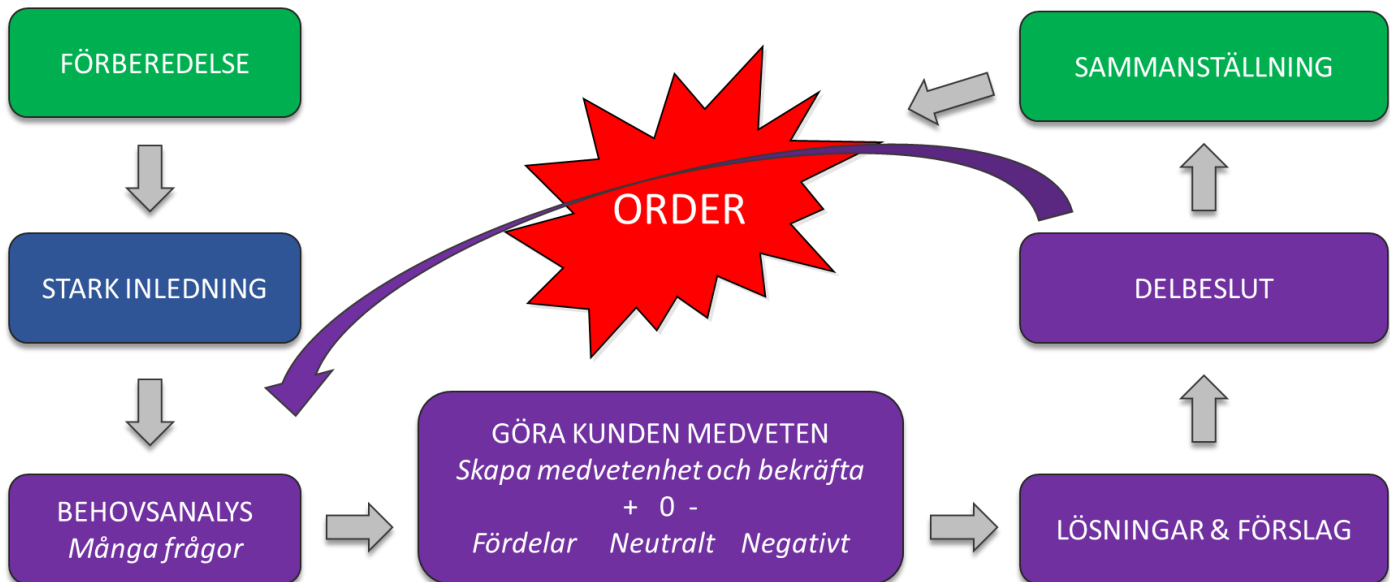 FÖRBEREDELSE
STARK INLEDNING
BEHOVSANALYS
Många frågor
GÖRA KUNDEN MEDVETEN
Skapa medvetenhet och bekräfta
+ 0 -
Fördelar Neutralt Negativt
LÖSNINGAR & FÖRSLAG
DELBESLUT
SAMMANSTÄLLNING
ORDER